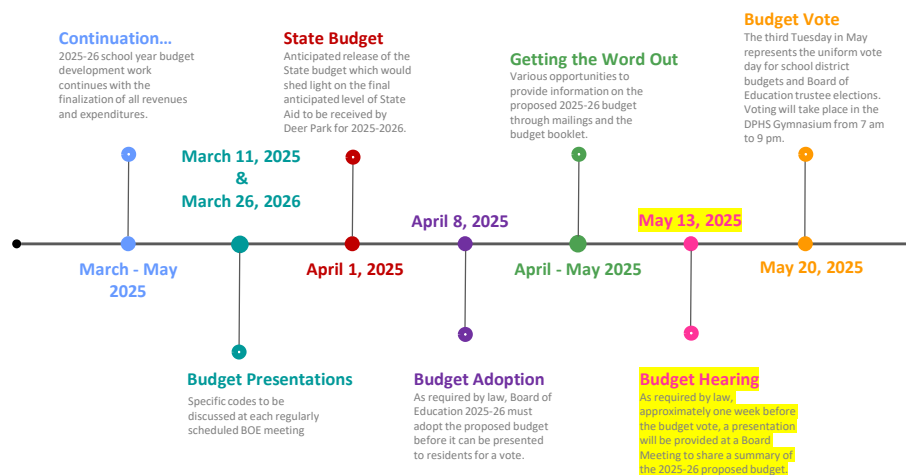 Continuation…
2025-26 school year budget
development work
continues with the
finalization of all revenues
and expenditures.
March - May
2025
March 11, 2025
&
March 26, 2026
Budget Presentations
Specific codes to be
discussed at each regularly
scheduled BOE meeting
State Budget
Anticipated release of the
State budget which would
shed light on the final
anticipated level of State
Aid to be received by
Deer Park for 2025-2026.
April 1, 2025
April 8, 2025
Budget Adoption
As required by law, Board of
Education 2025-26 must
adopt the proposed budget
before it can be presented
to residents for a vote.
Getting the Word Out
Various opportunities to
provide information on the
proposed 2025-26 budget
through mailings and the
budget booklet.
April - May 2025
May 13, 2025
Budget Hearing
As required by law,
approximately one week before
the budget vote, a presentation
will be provided at a Board
Meeting to share a summary of
the 2025-26 proposed budget.
Budget Vote
The third Tuesday in May
represents the uniform vote
day for school district
budgets and Board of
Education trustee elections.
Voting will take place in the
DPHS Gymnasium from 7 am
to 9 pm.
May 20, 2025